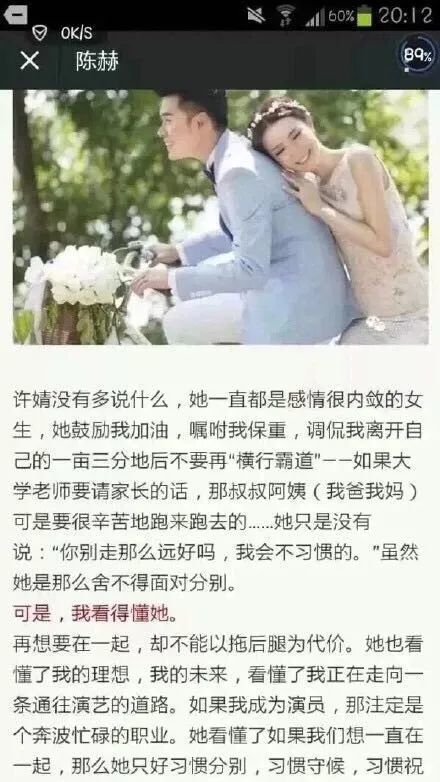 60% 20:12
0K/S
陈赫
89%
许婧没有多说什么，她一直都是感情很内敛的女
生，她鼓励我加油，嘱咐我保重，调侃我离开自
己的一亩三分地后不要再“横行霸道”——如果大
学老师要请家长的话，那叔叔阿姨（我爸我妈）
可是要很辛苦地跑来跑去的……她只是没有
说：“你别走那么远好吗，我会不习惯的。”虽然
她是那么舍不得面对分别。
可是，我看得懂她。
再想要在一起，却不能以拖后腿为代价。她也看
懂了我的理想，我的未来，看懂了我正在走向一
条通往演艺的道路。如果我成为演员，那注定是
个奔波忙碌的职业。她看懂了如果我们想一直在
一起，那么她只好习惯分别，习惯守候，习惯祝